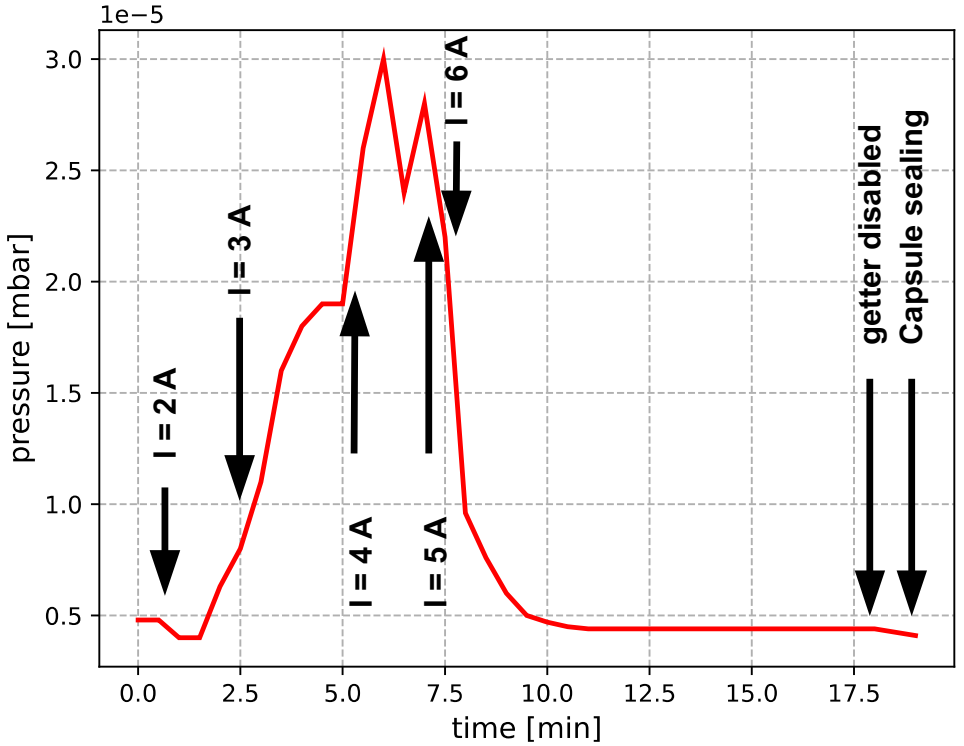 1e−5
3.0
2.5
2.0
1.5
1.0
0.5
pressure [mbar]
I = 2 A
I = 3 A
I = 4 A
I = 5 A
I = 6 A
getter disabled
Capsule sealing
0.0 2.5 5.0 7.5 10.0 12.5 15.0 17.5
time [min]